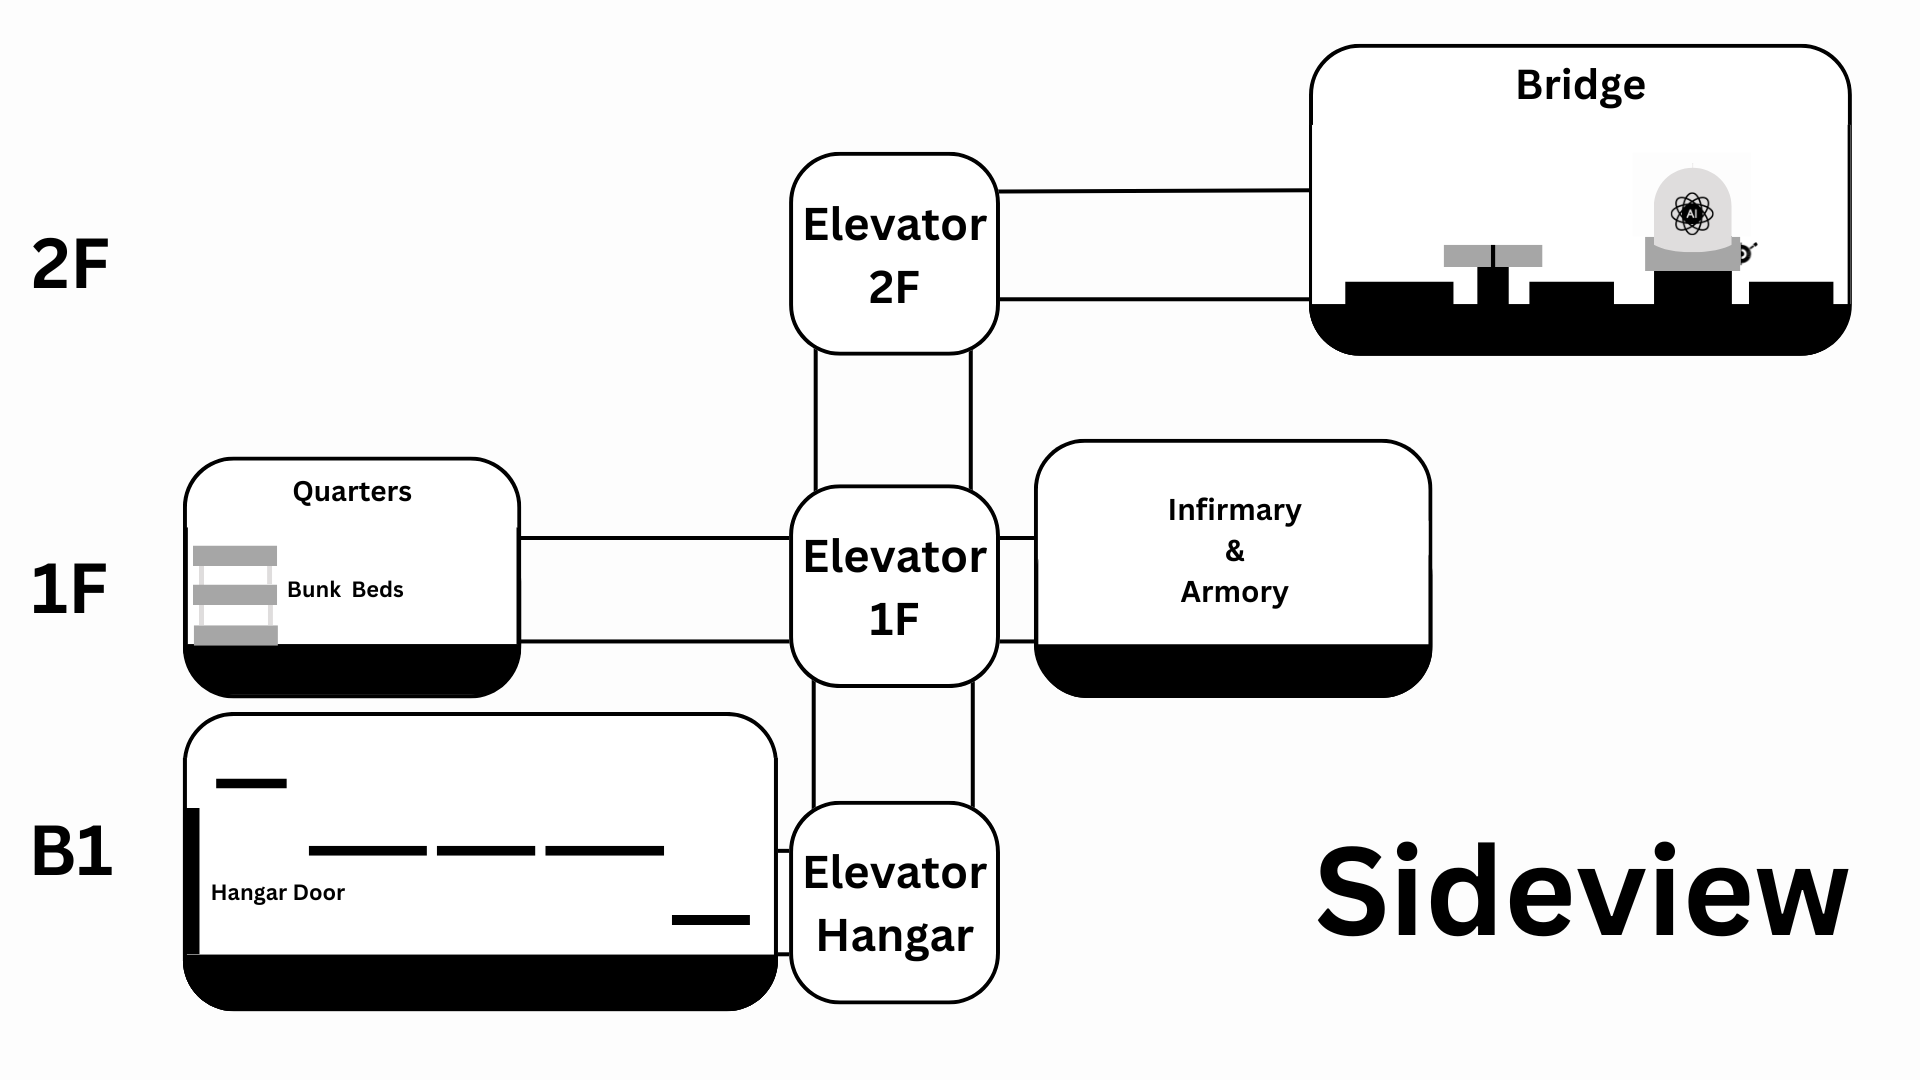 Bridge
AI
Elevator
2F
2F
Quarters
Bunk Beds
Elevator
1F
Infirmary
&
Armory
1F
Hangar Door
Elevator
Hangar
B1
Sideview